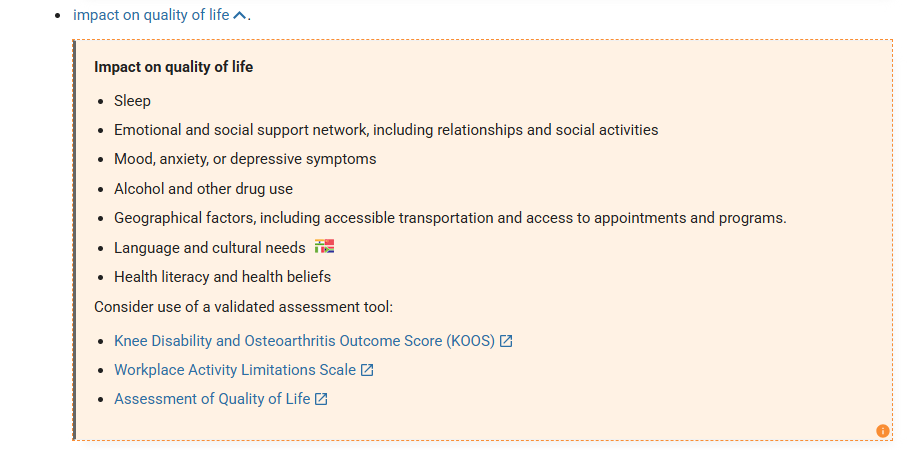 impact on quality of life.
Impact on quality of life
Sleep
Emotional and social support network, including relationships and social activities
Mood, anxiety, or depressive symptoms
Alcohol and other drug use
Geographical factors, including accessible transportation and access to appointments and programs.
Language and cultural needs
Health literacy and health beliefs
Consider use of a validated assessment tool:
Knee Disability and Osteoarthritis Outcome Score (KOOS)
Workplace Activity Limitations Scale
Assessment of Quality of Life